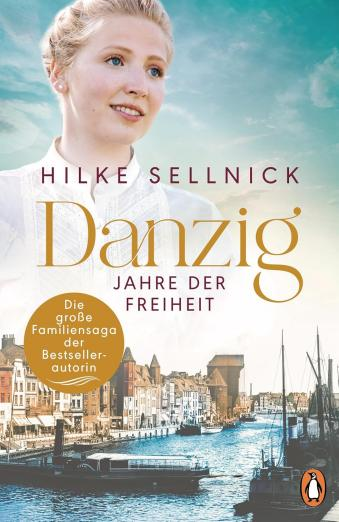 HILKE SELLNICK
Danzig
JAHRE DER
FREIHEIT
Die
große
Familiensaga
der
Bestseller-
autorin